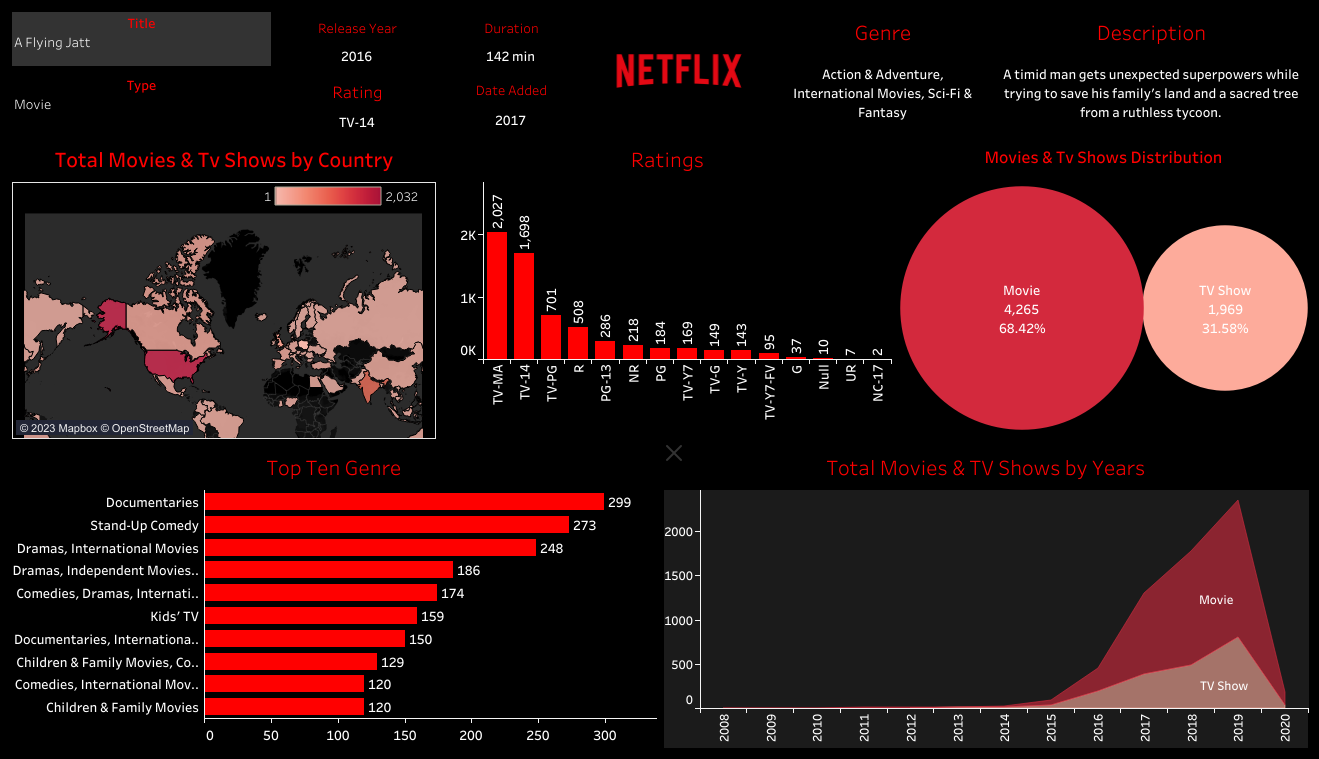 Title
A Flying Jatt
Type
Movie
Release Year
2016
Rating
TV-14
Duration
142 min
Date Added
2017
NETFLIX
Genre
Action & Adventure,
International Movies, Sci-Fi &
Fantasy
Description
A timid man gets unexpected superpowers while
trying to save his family's land and a sacred tree
from a ruthless tycoon.
Total Movies & Tv Shows by Country
1 2,032
© 2023 Mapbox © OpenStreetMap
Ratings
2K
1K
0K
2,027
1,698
701
508
286
218
184
169
149
143
95
37
10
7
2
TV-MA
TV-14
TV-PG
R
PG-13
NR
PG
TV-Y7
TV-G
TV-Y
TV-Y7-FV
G
Null
UR
NC-17
Movies & Tv Shows Distribution
Movie
4,265
68.42%
TV Show
1,969
31.58%
Top Ten Genre
Documentaries 299
Stand-Up Comedy 273
Dramas, International Movies 248
Dramas, Independent Movies.. 186
Comedies, Dramas, Internati.. 174
Kids' TV 159
Documentaries, Internationa.. 150
Children & Family Movies, Co.. 129
Comedies, International Mov.. 120
Children & Family Movies 120
0 50 100 150 200 250 300
Total Movies & TV Shows by Years
2000
1500
1000
500
0
Movie
TV Show
2008
2009
2010
2011
2012
2013
2014
2015
2016
2017
2018
2019
2020